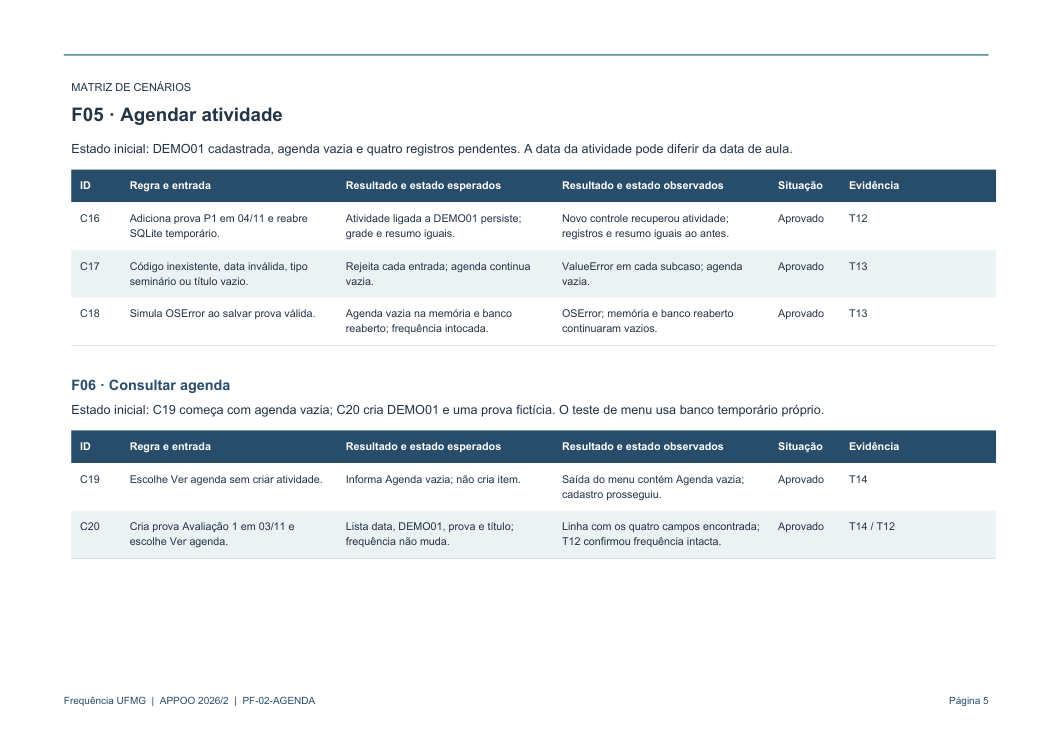 MATRIZ DE CENÁRIOS
F05 · Agendar atividade
Estado inicial: DEMO01 cadastrada, agenda vazia e quatro registros pendentes. A data da atividade pode diferir da data de aula.
ID Regra e entrada Resultado e estado esperados Resultado e estado observados Situação Evidência
C16 Adiciona prova P1 em 04/11 e reabre Atividade ligada a DEMO01 persiste; Novo controle recuperou atividade; Aprovado T12
SQLite temporário. grade e resumo iguais. registros e resumo iguais ao antes.
C17 Código inexistente, data inválida, tipo Rejeita cada entrada; agenda continua ValueError em cada subcaso; agenda Aprovado T13
seminário ou título vazio. vazia. vazia.
C18 Simula OSError ao salvar prova válida. Agenda vazia na memória e banco OSError; memória e banco reaberto Aprovado T13
reaberto; frequência intocada. continuaram vazios.
F06 · Consultar agenda
Estado inicial: C19 começa com agenda vazia; C20 cria DEMO01 e uma prova fictícia. O teste de menu usa banco temporário próprio.
ID Regra e entrada Resultado e estado esperados Resultado e estado observados Situação Evidência
C19 Escolhe Ver agenda sem criar atividade. Informa Agenda vazia; não cria item. Saída do menu contém Agenda vazia; Aprovado T14
cadastro prosseguiu.
C20 Cria prova Avaliação 1 em 03/11 e Lista data, DEMO01, prova e título; Linha com os quatro campos encontrada; Aprovado T14 / T12
escolhe Ver agenda. frequência não muda. T12 confirmou frequência intacta.
Frequência UFMG | APPOO 2026/2 | PF-02-AGENDA Página 5